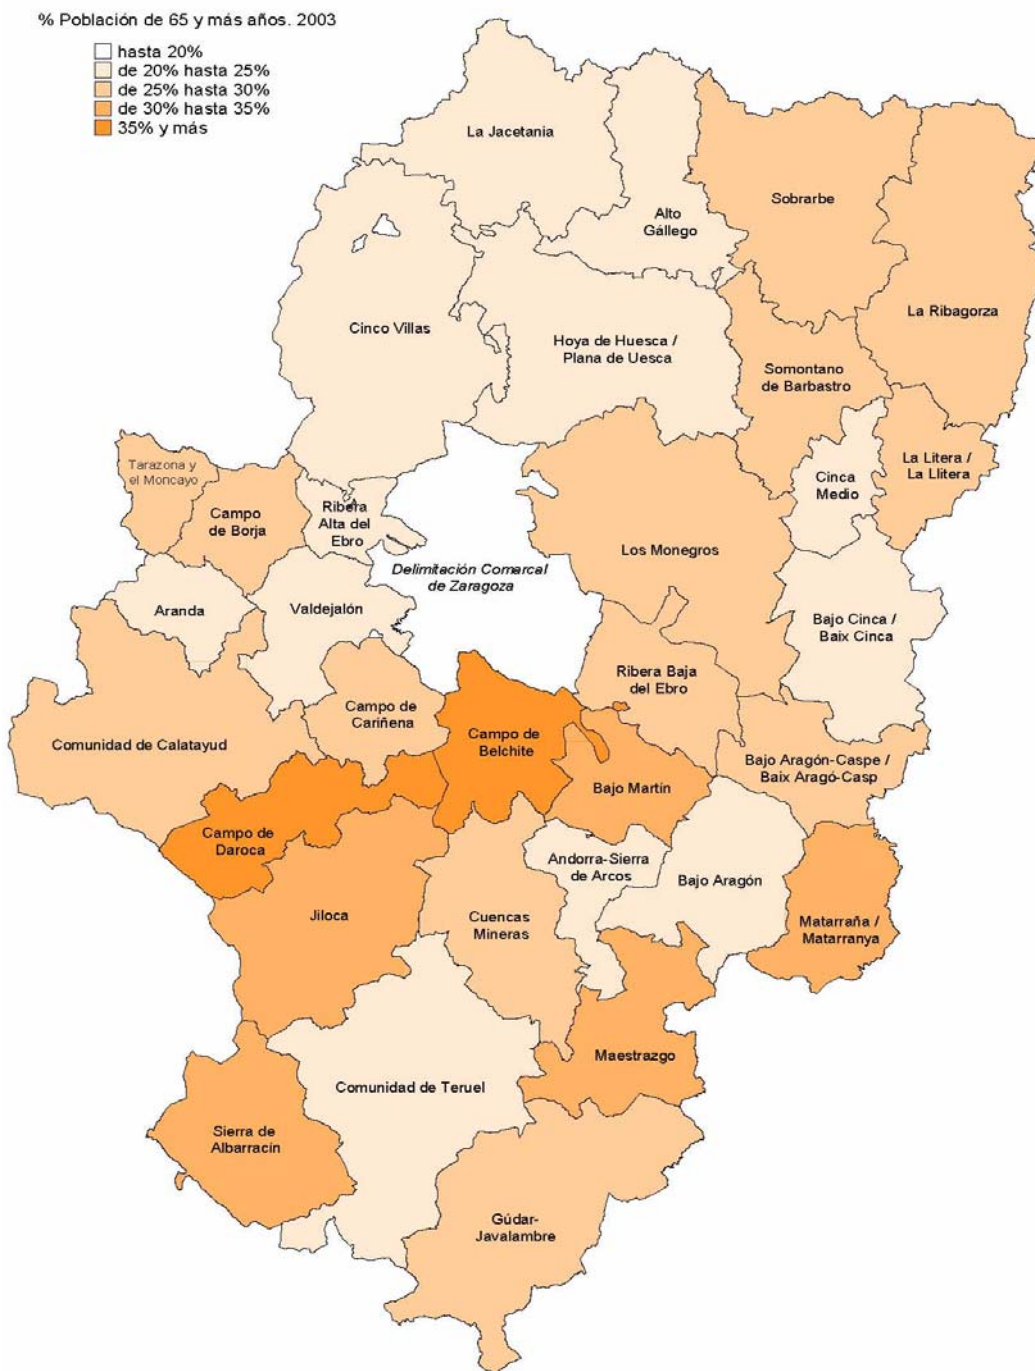 % Población de 65 y más años. 2003
hasta 20%
de 20% hasta 25%
de 25% hasta 30%
de 30% hasta 35%
35% y más
La Jacetania
Alto
Gállego
Sobrarbe
La Ribagorza
Cinco Villas
Hoya de Huesca /
Plana de Uesca
Somontano
de Barbastro
La Litera /
La Llitera
Cinca
Medio
Tarazona y
el Moncayo
Campo
de Borja
Ribera
Alta del
Ebro
Los Monegros
Delimitación Comarcal
de Zaragoza
Aranda
Valdejalón
Bajo Cinca /
Baix Cinca
Ribera Baja
del Ebro
Campo de
Cariñena
Comunidad de Calatayud
Campo de
Belchite
Bajo Aragón-Caspe /
Baix Aragó-Casp
Bajo Martín
Campo de
Daroca
Andorra-Sierra
de Arcos
Bajo Aragón
Jiloca
Cuencas
Mineras
Matarraña /
Matarranya
Maestrazgo
Comunidad de Teruel
Sierra de
Albarracín
Gúdar-
Javalambre